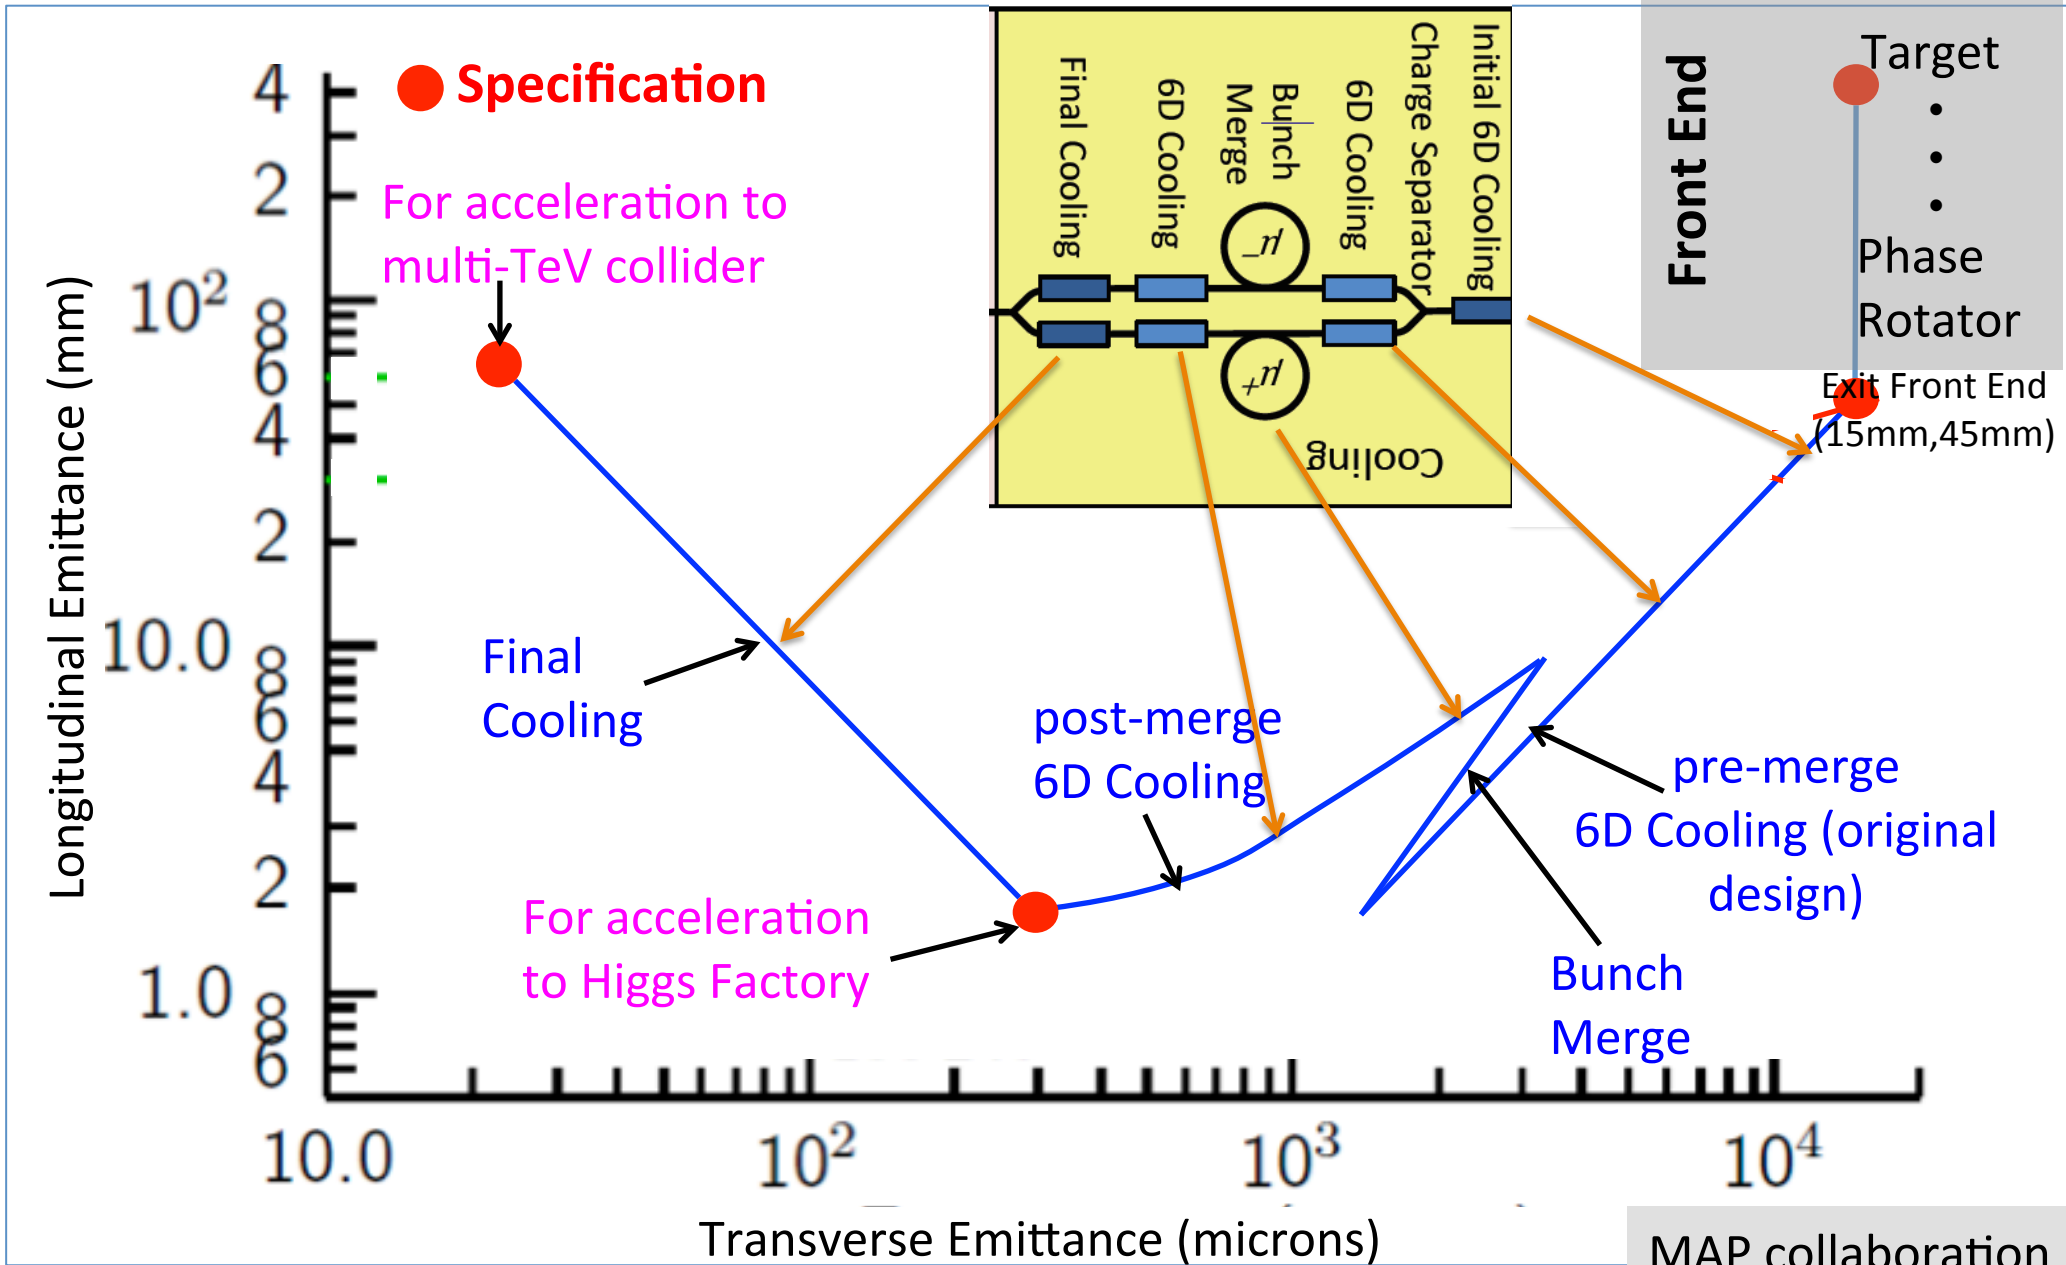 Specification
For acceleration to
multi-TeV collider
Final Cooling
6D Cooling
Bunch
Merge
6D Cooling
Charge Separator
Initial 6D Cooling
μ−
μ+
Cooling
Front End
Target
Phase
Rotator
Exit Front End
(15mm,45mm)
Longitudinal Emittance (mm)
4
2
10²
8
6
4
2
10.0
8
6
4
2
1.0
8
6
Final
Cooling
post-merge
6D Cooling
pre-merge
6D Cooling (original
design)
For acceleration
to Higgs Factory
Bunch
Merge
10.0
10²
10³
10⁴
Transverse Emittance (microns)
MAP collaboration